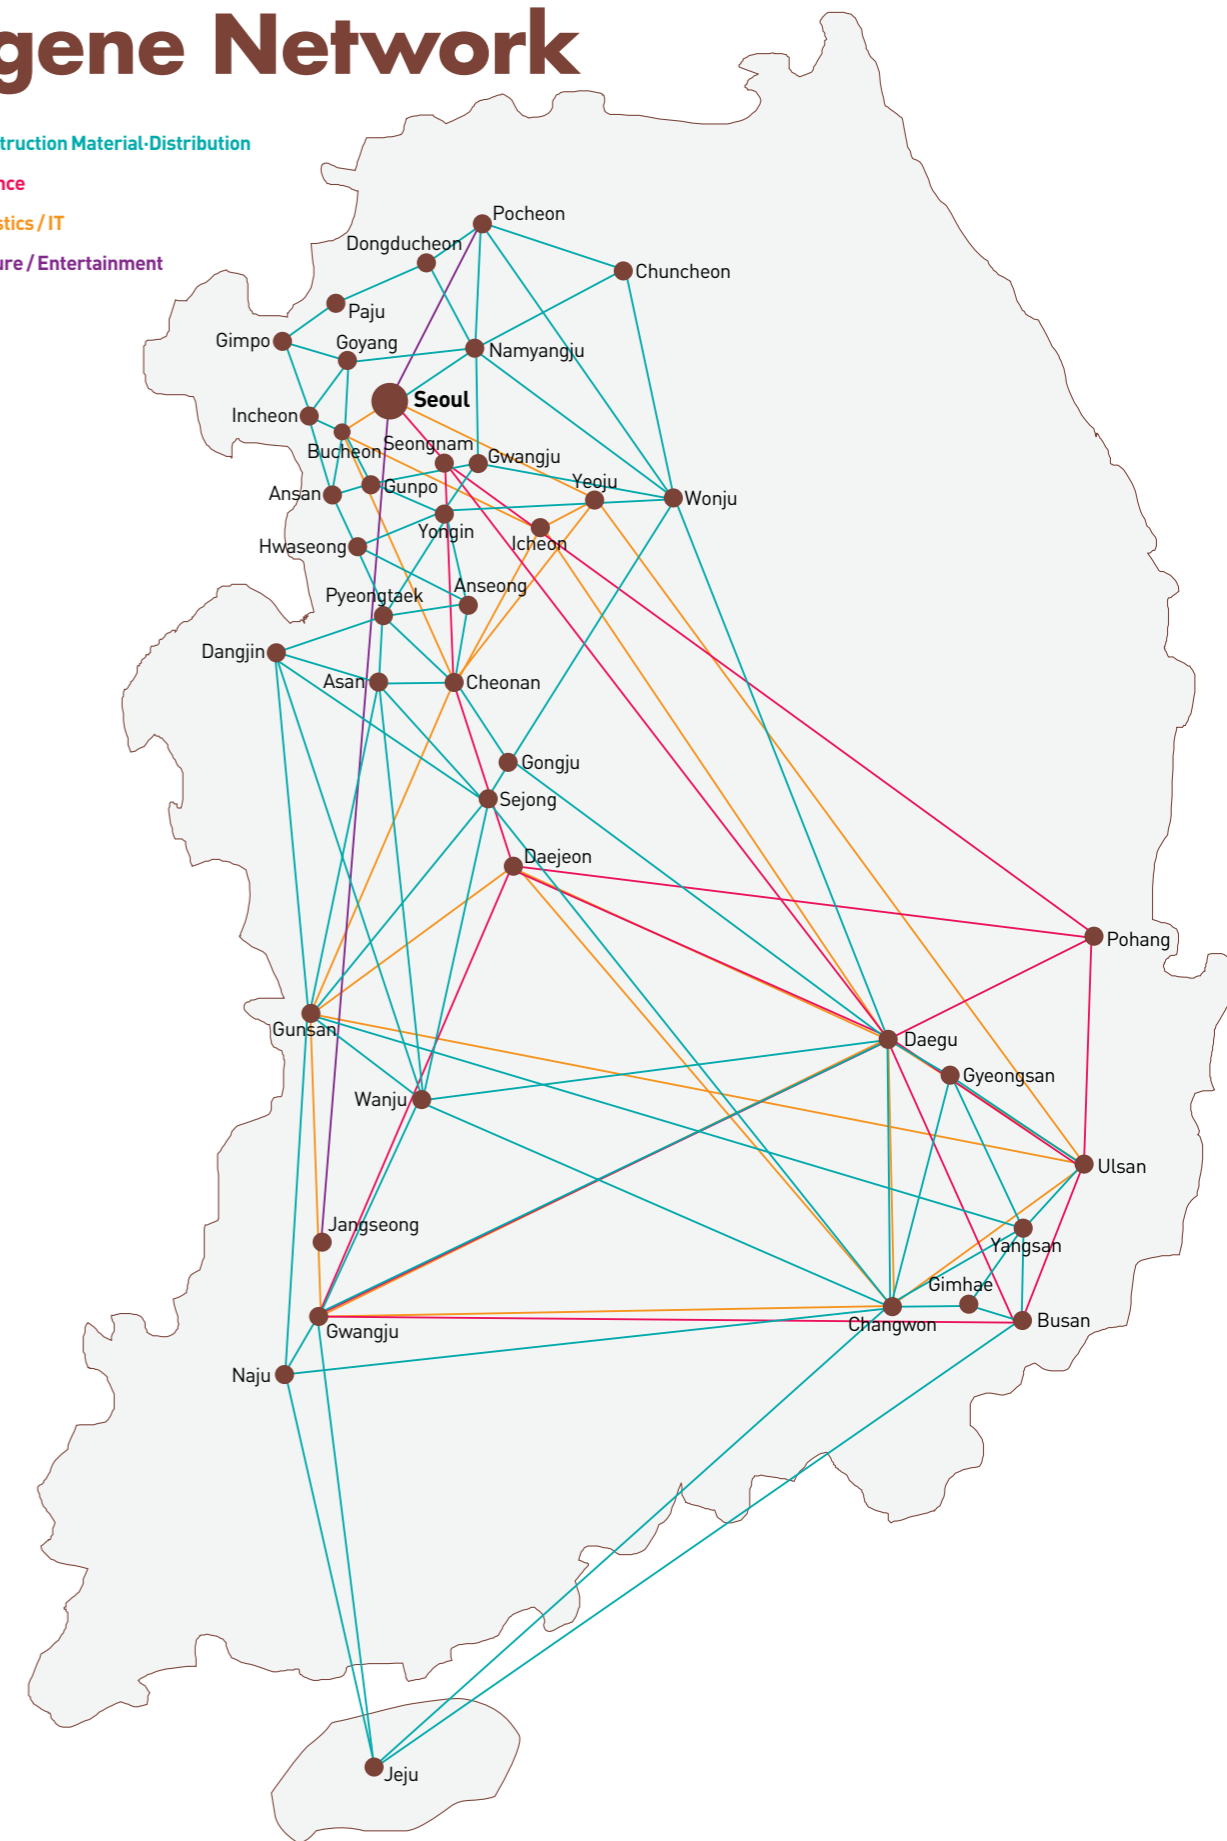 gene Network
truction Material·Distribution
nce
stics / IT
ure / Entertainment
Pocheon
Dongducheon
Chuncheon
Paju
Gimpo
Goyang
Namyangju
Seoul
Incheon
Bucheon
Seongnam
Gwangju
Ansan
Gunpo
Yeoju
Wonju
Yongin
Icheon
Hwaseong
Anseong
Pyeongtaek
Dangjin
Asan
Cheonan
Gongju
Sejong
Daejeon
Pohang
Gunsan
Daegu
Gyeongsan
Wanju
Ulsan
Jangseong
Yangsan
Gimhae
Changwon
Busan
Gwangju
Naju
Jeju